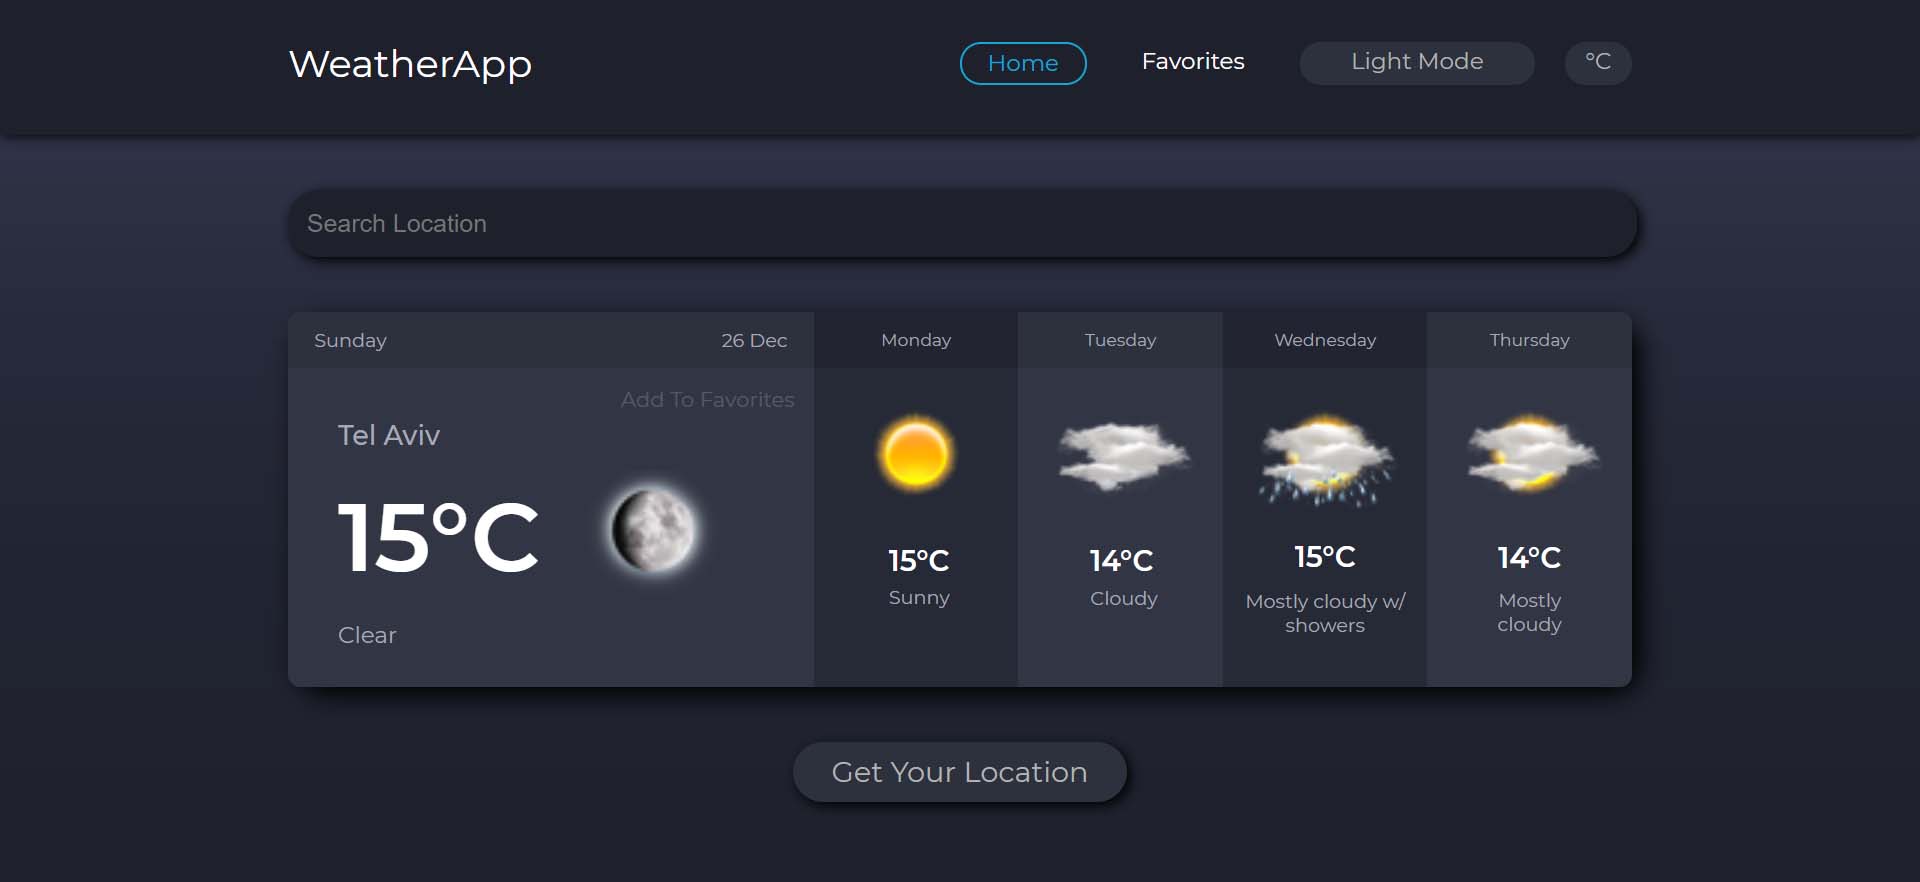 WeatherApp
Home
Favorites
Light Mode
°C
Search Location
Sunday
26 Dec
Add To Favorites
Tel Aviv
15°C
Clear
Monday
15°C
Sunny
Tuesday
14°C
Cloudy
Wednesday
15°C
Mostly cloudy w/
showers
Thursday
14°C
Mostly
cloudy
Get Your Location